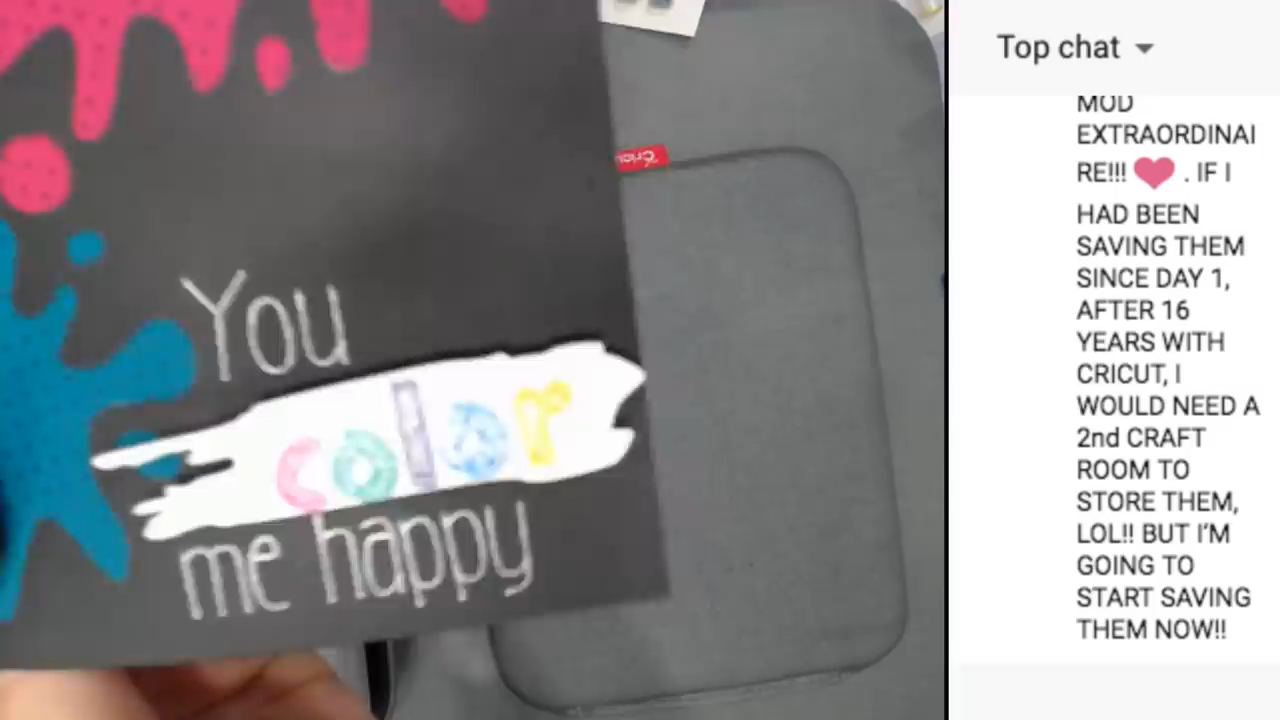 You
color
me happy
Cricut
Top chat
MOD
EXTRAORDINAI
RE!!! ❤ . IF I
HAD BEEN
SAVING THEM
SINCE DAY 1,
AFTER 16
YEARS WITH
CRICUT, I
WOULD NEED A
2nd CRAFT
ROOM TO
STORE THEM,
LOL!! BUT I'M
GOING TO
START SAVING
THEM NOW!!